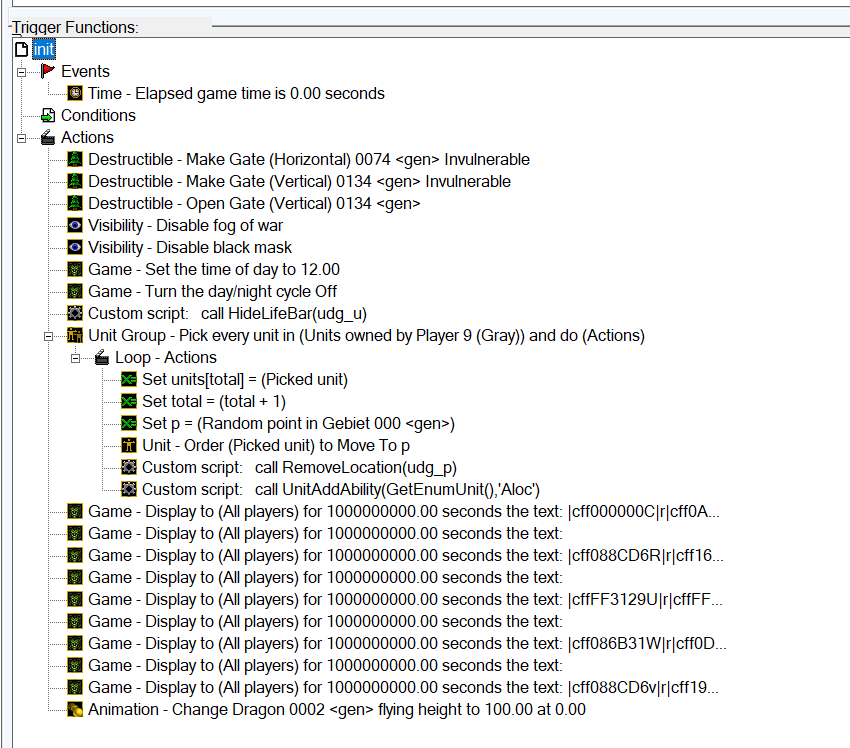 Trigger Functions:
init
Events
Time - Elapsed game time is 0.00 seconds
Conditions
Actions
Destructible - Make Gate (Horizontal) 0074 <gen> Invulnerable
Destructible - Make Gate (Vertical) 0134 <gen> Invulnerable
Destructible - Open Gate (Vertical) 0134 <gen>
Visibility - Disable fog of war
Visibility - Disable black mask
Game - Set the time of day to 12.00
Game - Turn the day/night cycle Off
Custom script: call HideLifeBar(udg_u)
Unit Group - Pick every unit in (Units owned by Player 9 (Gray)) and do (Actions)
Loop - Actions
Set units[total] = (Picked unit)
Set total = (total + 1)
Set p = (Random point in Gebiet 000 <gen>)
Unit - Order (Picked unit) to Move To p
Custom script: call RemoveLocation(udg_p)
Custom script: call UnitAddAbility(GetEnumUnit(),'Aloc')
Game - Display to (All players) for 1000000000.00 seconds the text: |cff000000C|r|cff0A...
Game - Display to (All players) for 1000000000.00 seconds the text:
Game - Display to (All players) for 1000000000.00 seconds the text: |cff088CD6R|r|cff16...
Game - Display to (All players) for 1000000000.00 seconds the text:
Game - Display to (All players) for 1000000000.00 seconds the text: |cffFF3129U|r|cffFF...
Game - Display to (All players) for 1000000000.00 seconds the text:
Game - Display to (All players) for 1000000000.00 seconds the text: |cff086B31W|r|cff0D...
Game - Display to (All players) for 1000000000.00 seconds the text:
Game - Display to (All players) for 1000000000.00 seconds the text: |cff088CD6v|r|cff19...
Animation - Change Dragon 0002 <gen> flying height to 100.00 at 0.00